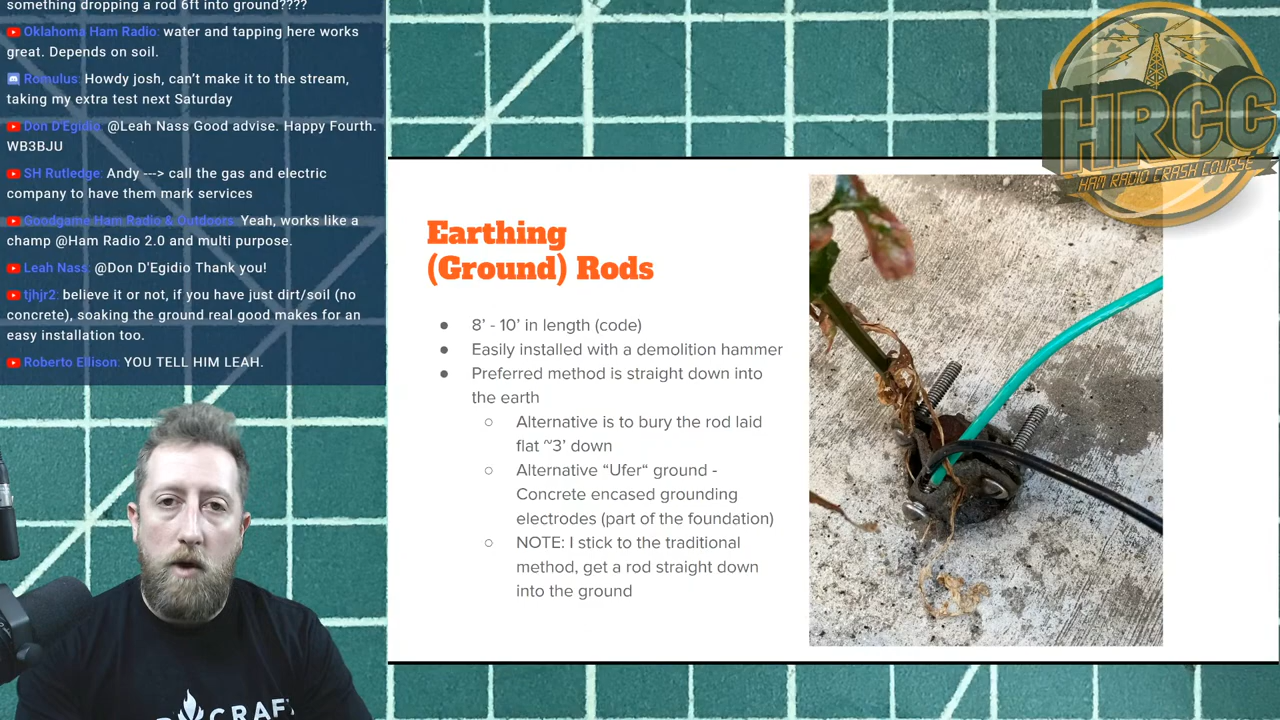 something dropping a rod 6ft into ground????
Oklahoma Ham Radio: water and tapping here works
great. Depends on soil.
Romulus: Howdy josh, can't make it to the stream,
taking my extra test next Saturday
Don D'Egidio: @Leah Nass Good advise. Happy Fourth.
WB3BJU
SH Rutledge: Andy ---> call the gas and electric
company to have them mark services
Goodgame Ham Radio & Outdoors: Yeah, works like a
champ @Ham Radio 2.0 and multi purpose.
Leah Nass: @Don D'Egidio Thank you!
tjhjr2: believe it or not, if you have just dirt/soil (no
concrete), soaking the ground real good makes for an
easy installation too.
Roberto Ellison: YOU TELL HIM LEAH.
HRCC
HAM RADIO CRASH COURSE
Earthing
(Ground) Rods
● 8’ - 10’ in length (code)
● Easily installed with a demolition hammer
● Preferred method is straight down into
the earth
○ Alternative is to bury the rod laid
flat ~3’ down
○ Alternative “Ufer“ ground -
Concrete encased grounding
electrodes (part of the foundation)
○ NOTE: I stick to the traditional
method, get a rod straight down
into the ground